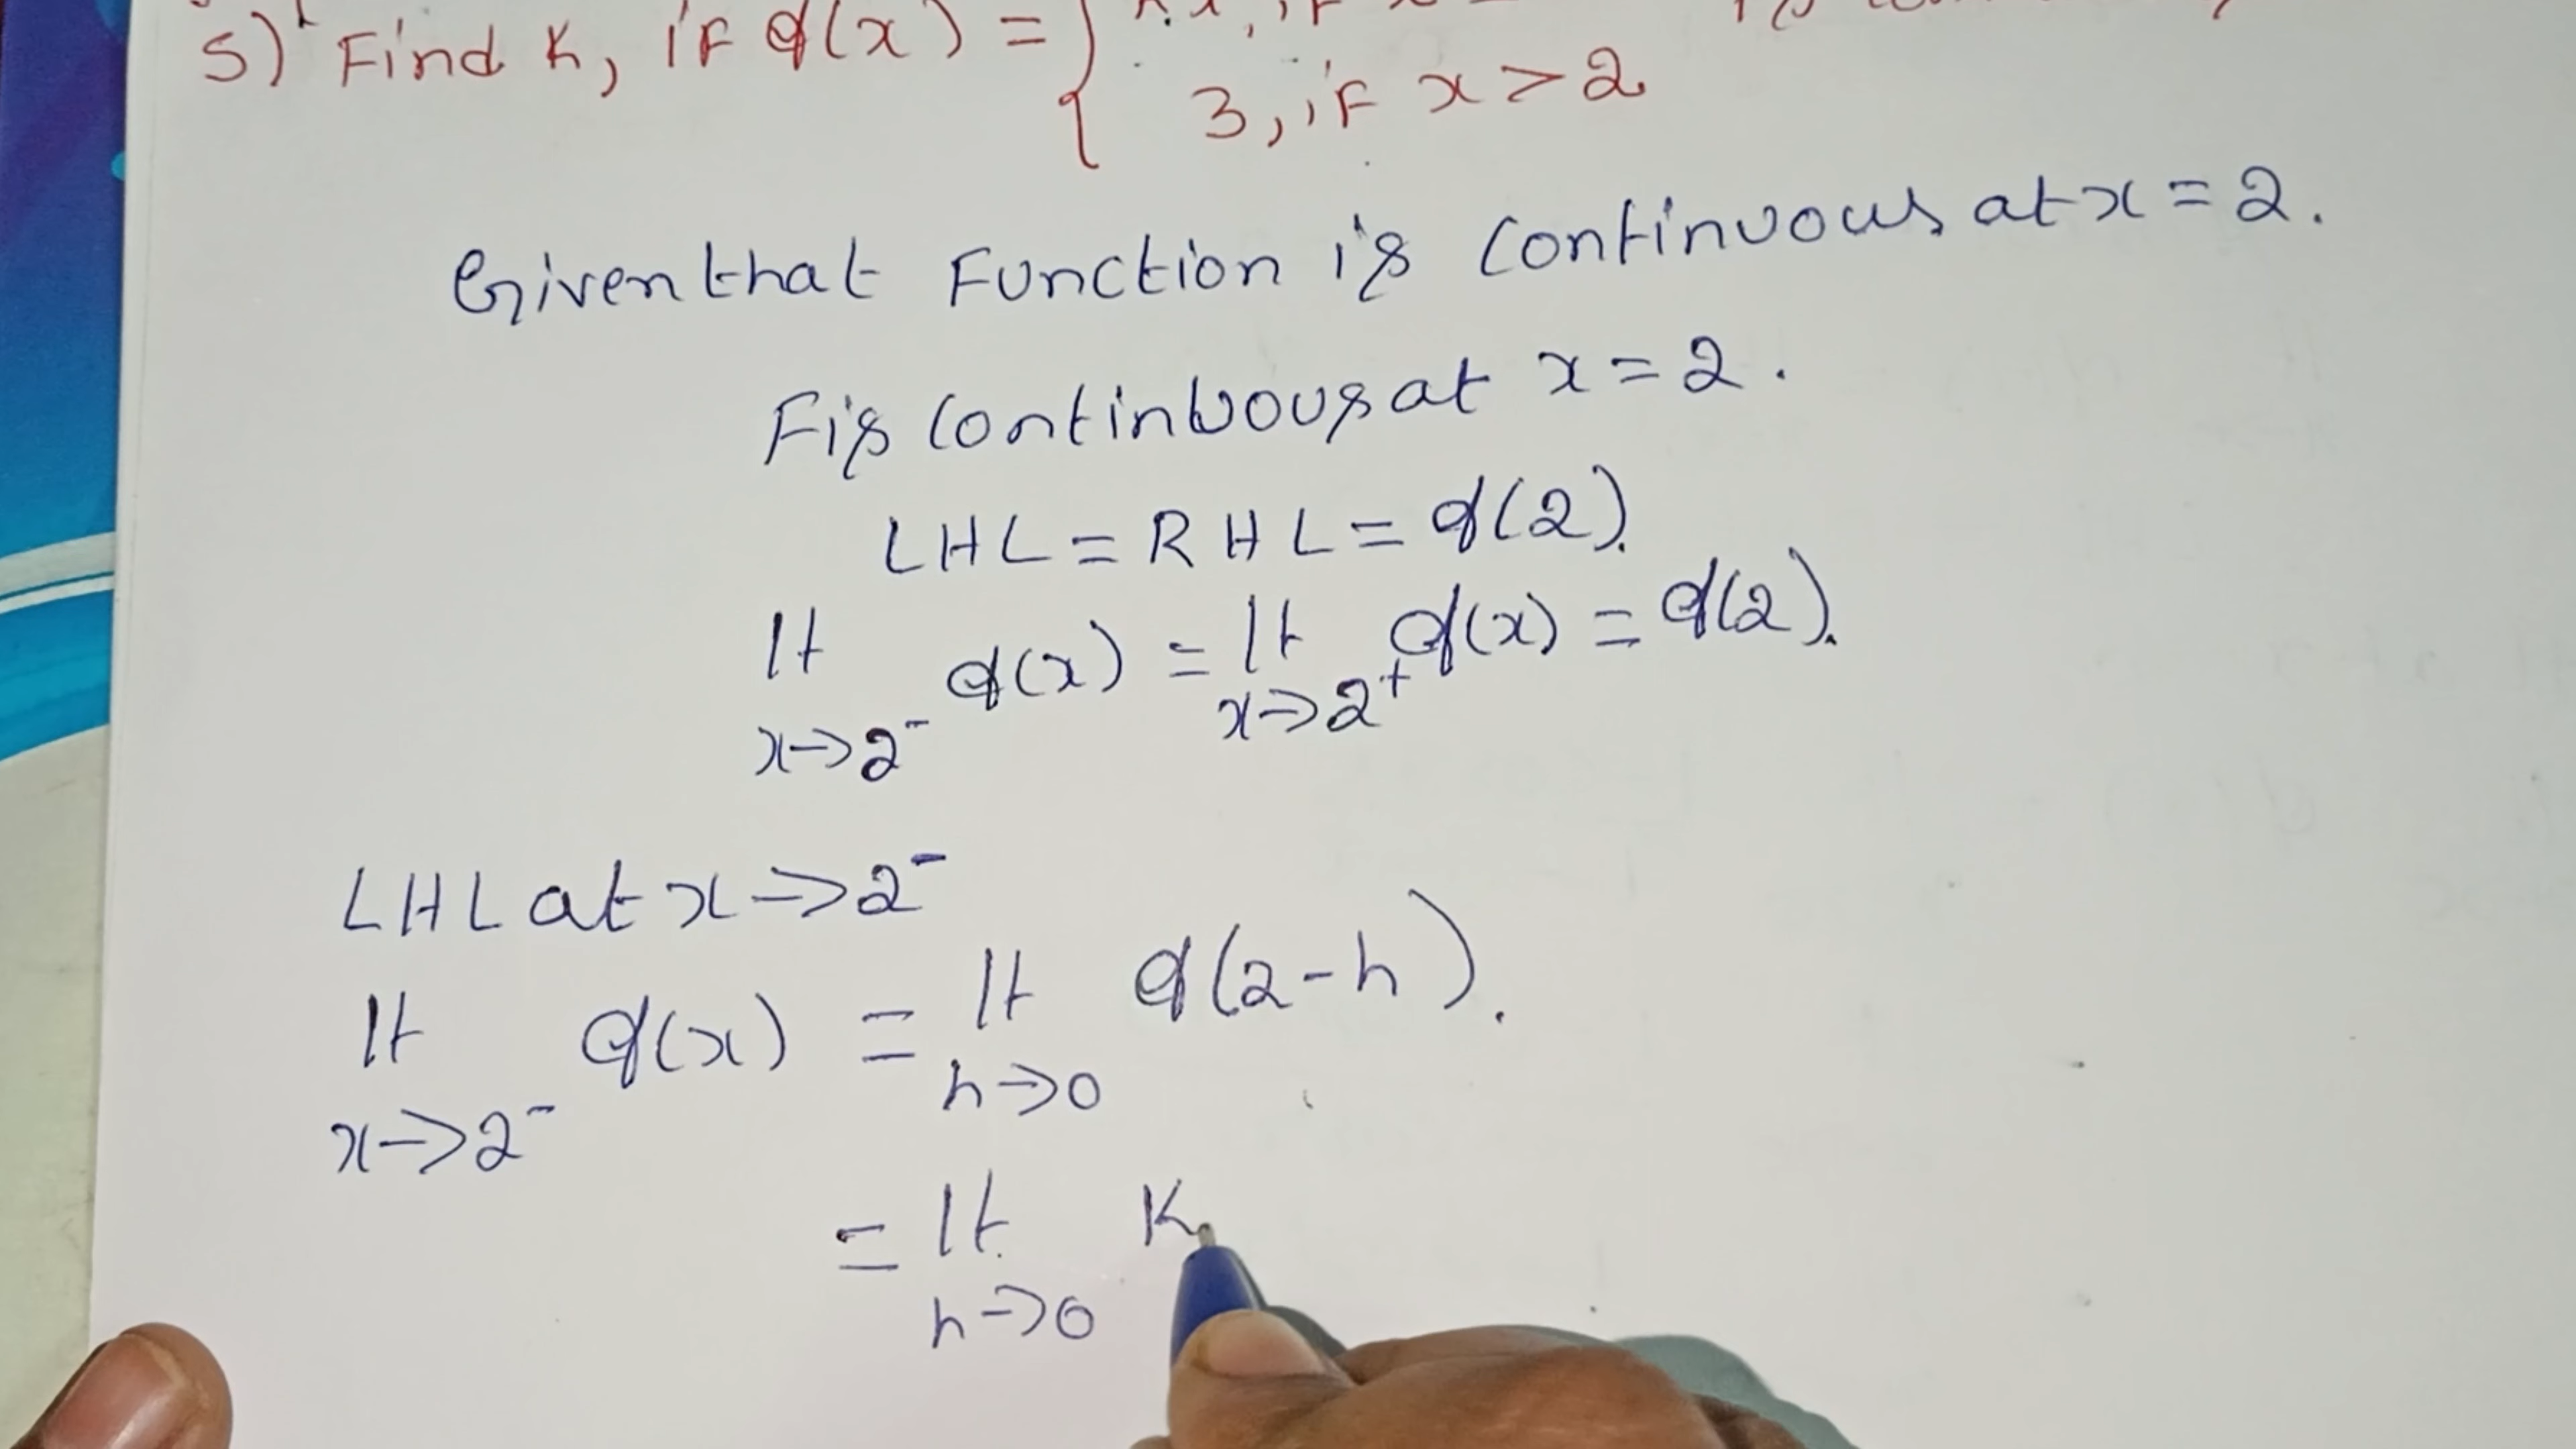 5) Find K, if f(x) = {
3, if x > 2
Given that Function is continuous at x = 2.
F is continuous at x = 2.
LHL = RHL = f(2).
lt f(x) = lt f(x) = f(2).
x→2⁻ x→2⁺
LHL at x→2⁻
lt f(x) = lt f(2-h).
x→2⁻ h→0
= lt K
h→0